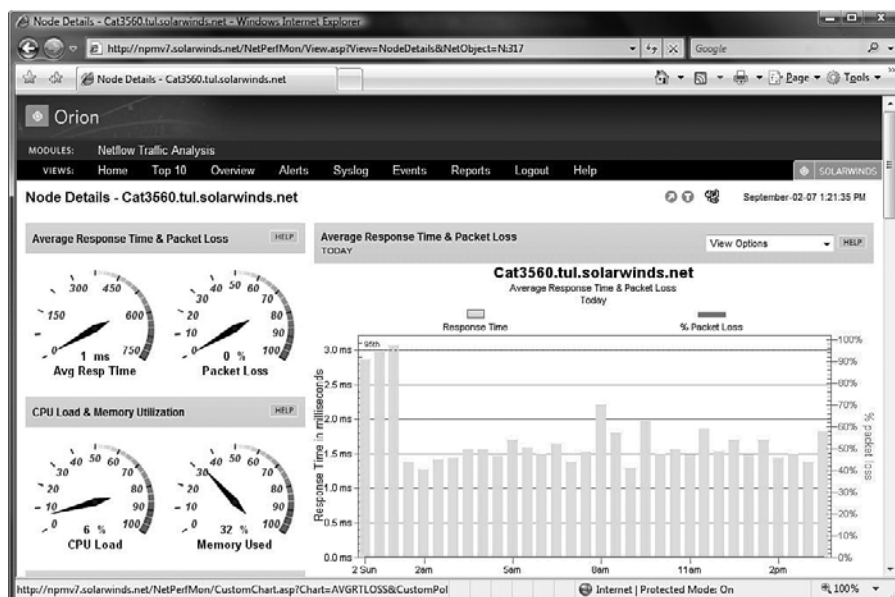 Node Details - Cat3560.tul.solarwinds.net - Windows Internet Explorer
http://npmv7.solarwinds.net/NetPerfMon/View.asp?View=NodeDetails&NetObject=N:317
Google
Node Details - Cat3560.tul.solarwinds.net
Page
Tools
Orion
MODULES: Netflow Traffic Analysis
VIEWS: Home Top 10 Overview Alerts Syslog Events Reports Logout Help
SOLARWINDS
Node Details - Cat3560.tul.solarwinds.net
September-02-07 1:21:35 PM
Average Response Time & Packet Loss HELP
0 150 300 450 600 750
1 ms
Avg Resp Time
0 10 20 30 40 50 60 70 80 90 100
0 %
Packet Loss
CPU Load & Memory Utilization HELP
0 10 20 30 40 50 60 70 80 90 100
6 %
CPU Load
0 10 20 30 40 50 60 70 80 90 100
32 %
Memory Used
Average Response Time & Packet Loss
TODAY
View Options HELP
Cat3560.tul.solarwinds.net
Average Response Time & Packet Loss
Today
Response Time
% Packet Loss
95th
Response Time in milliseconds
3.0 ms
2.5 ms
2.0 ms
1.5 ms
1.0 ms
0.5 ms
0.0 ms
100%
90%
80%
70%
60%
50%
40%
30%
20%
10%
0%
% packet loss
2 Sun 2am 5am 8am 11am 2pm
http://npmv7.solarwinds.net/NetPerfMon/CustomChart.asp?Chart=AVGRTLOSS&CustomPol
Internet | Protected Mode: On
100%